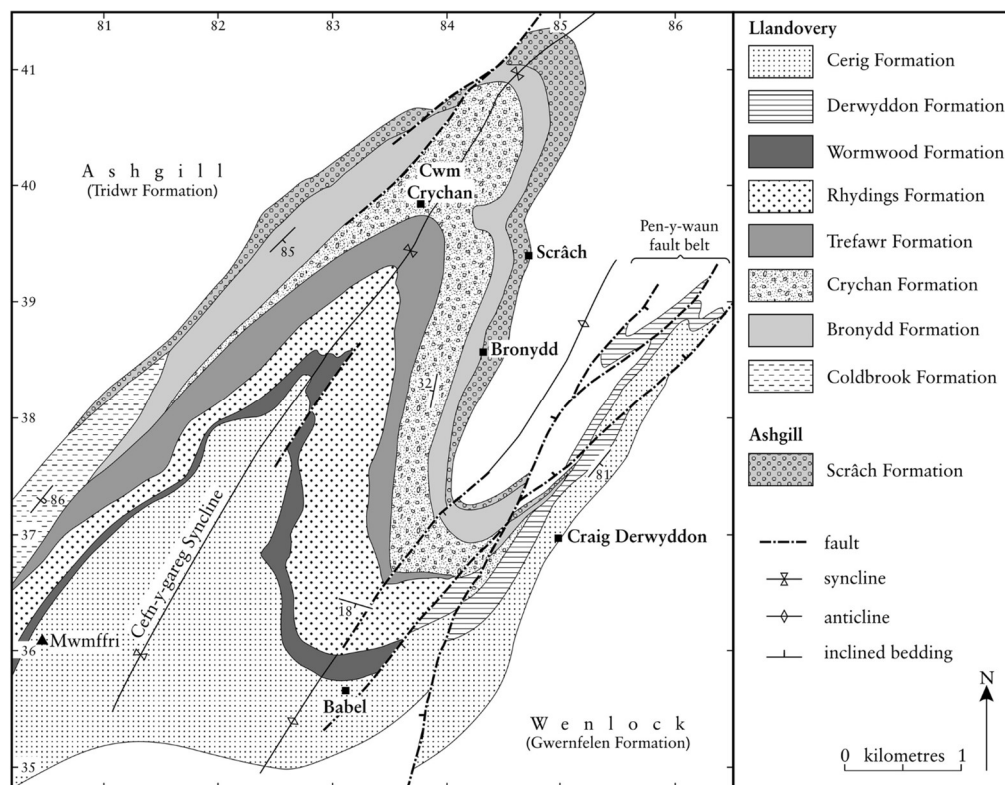 81 82 83 84 85 86
41
40
39
38
37
36
35
A s h g i l l
(Tridwr Formation)
85
Cwm
Crychan
Scrâch
Pen-y-waun
fault belt
Bronydd
32
86
81
Craig Derwyddon
Cefn-y-gareg Syncline
18
Mwmffri
Babel
W e n l o c k
(Gwernfelen Formation)
Llandovery
Cerig Formation
Derwyddon Formation
Wormwood Formation
Rhydings Formation
Trefawr Formation
Crychan Formation
Bronydd Formation
Coldbrook Formation
Ashgill
Scrâch Formation
fault
syncline
anticline
inclined bedding
N
0 kilometres 1